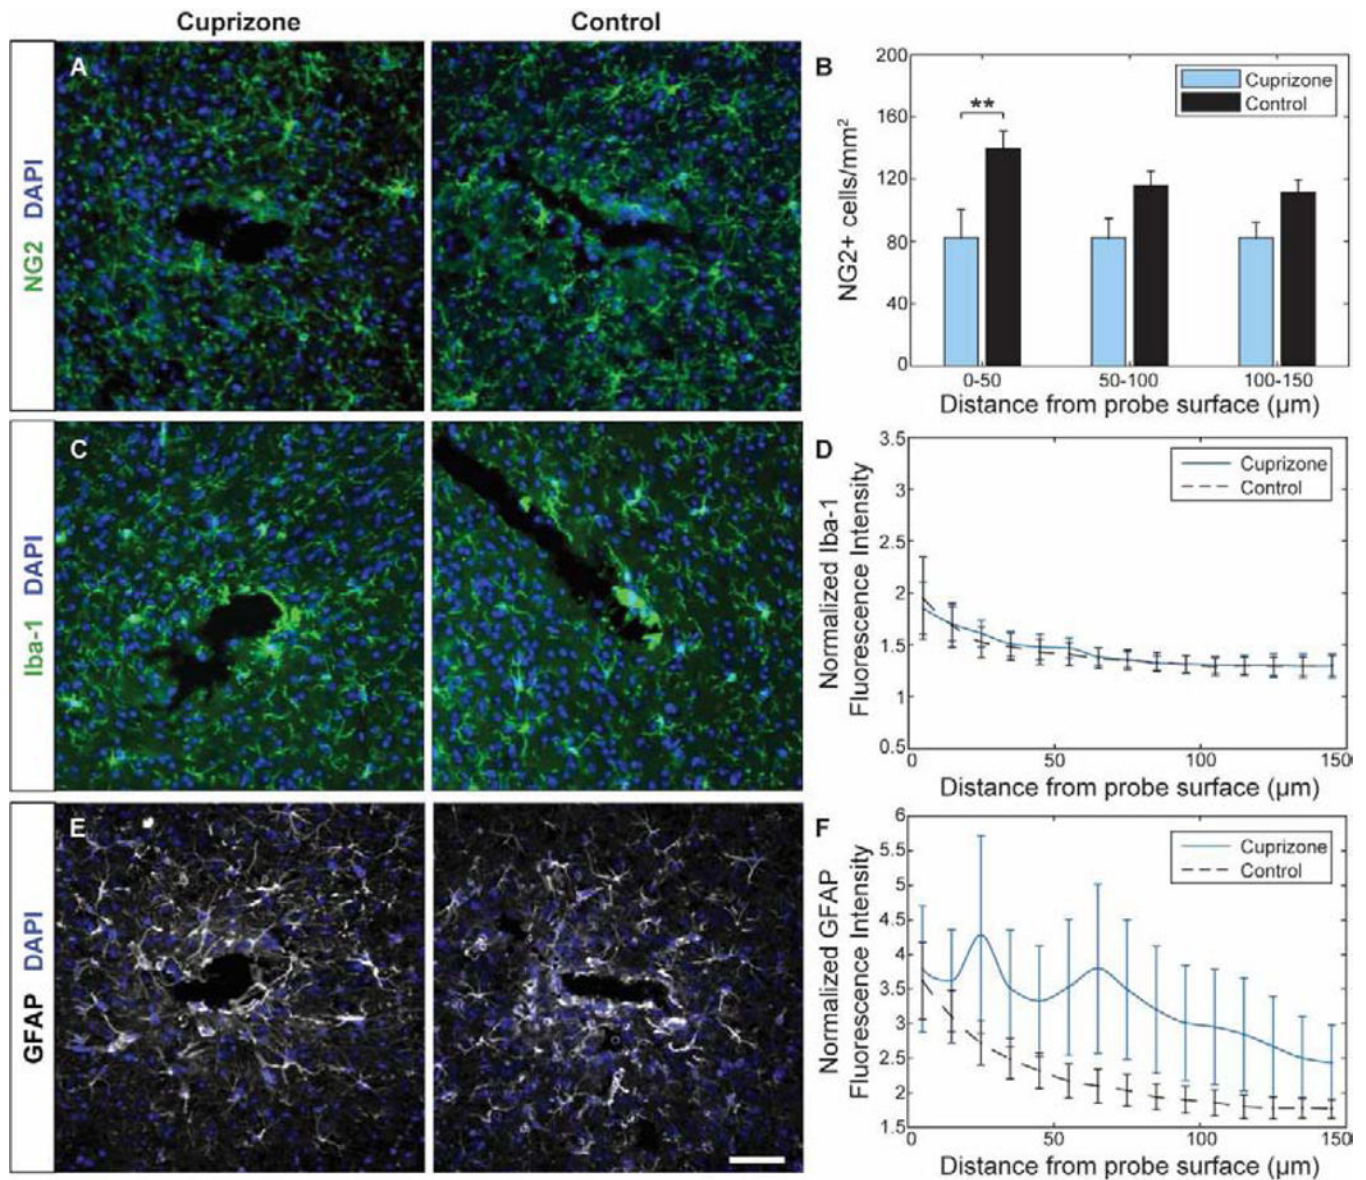 Cuprizone
Control
NG2 DAPI
A
B
200
160
120
80
40
0
NG2+ cells/mm²
**
Cuprizone
Control
0-50
50-100
100-150
Distance from probe surface (µm)
Iba-1 DAPI
C
D
3.5
3
2.5
2
1.5
1
0.5
Normalized Iba-1
Fluorescence Intensity
Cuprizone
Control
50
100
150
Distance from probe surface (µm)
GFAP DAPI
E
F
6
5.5
5
4.5
4
3.5
3
2.5
2
1.5
Normalized GFAP
Fluorescence Intensity
Cuprizone
Control
0
50
100
150
Distance from probe surface (µm)